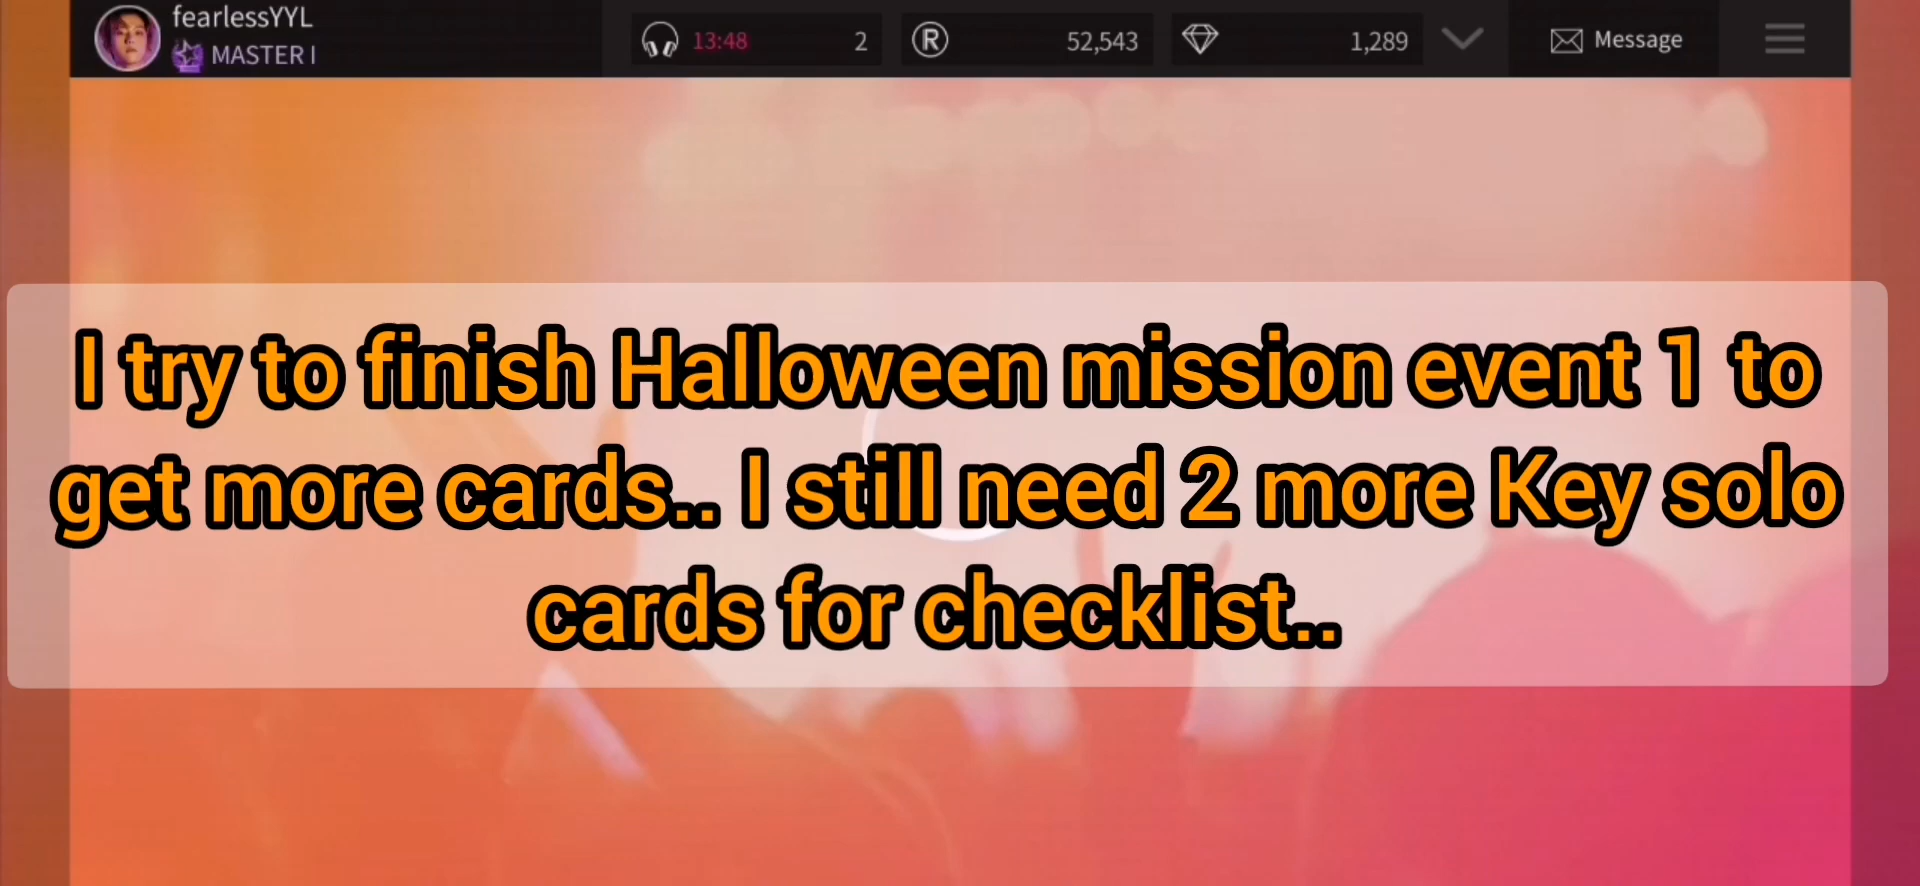 fearlessYYL
MASTER I
13:48
2
R
52,543
1,289
Message
I try to finish Halloween mission event 1 to
get more cards.. I still need 2 more Key solo
cards for checklist..